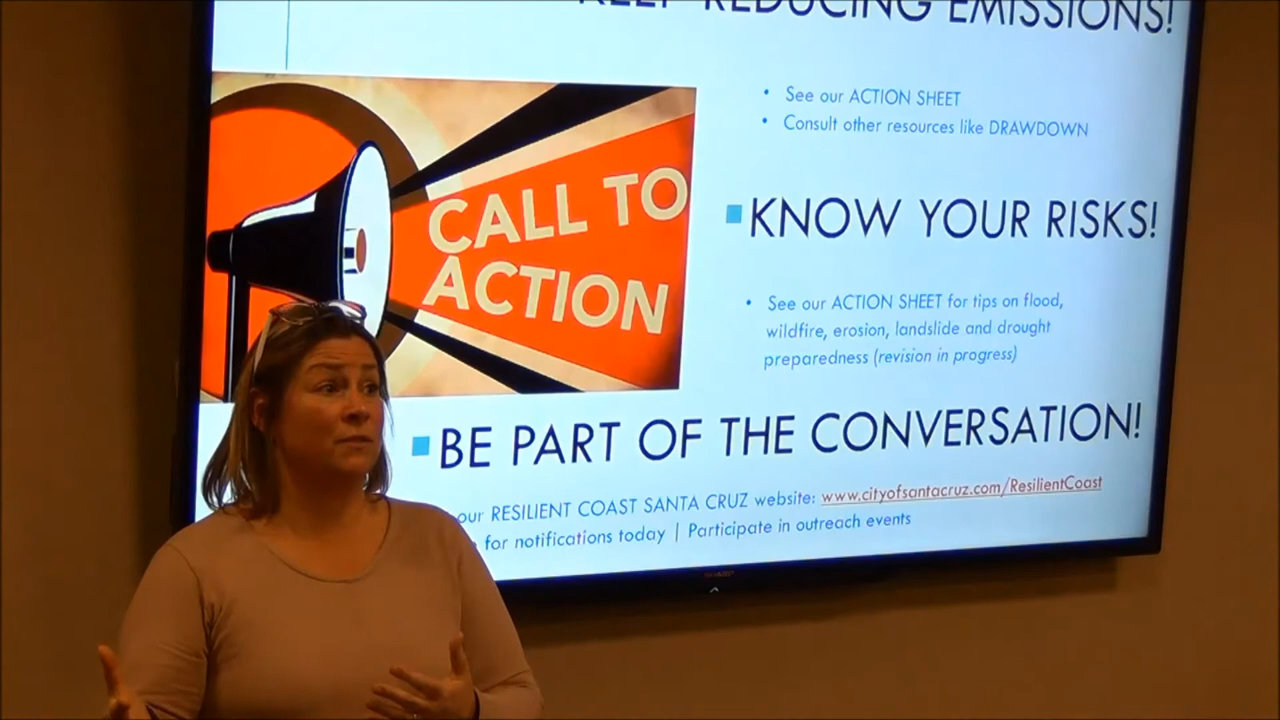 KEEP REDUCING EMISSIONS!
• See our ACTION SHEET
• Consult other resources like DRAWDOWN
CALL TO
ACTION
KNOW YOUR RISKS!
• See our ACTION SHEET for tips on flood,
wildfire, erosion, landslide and drought
preparedness (revision in progress)
BE PART OF THE CONVERSATION!
our RESILIENT COAST SANTA CRUZ website: www.cityofsantacruz.com/ResilientCoast
for notifications today | Participate in outreach events